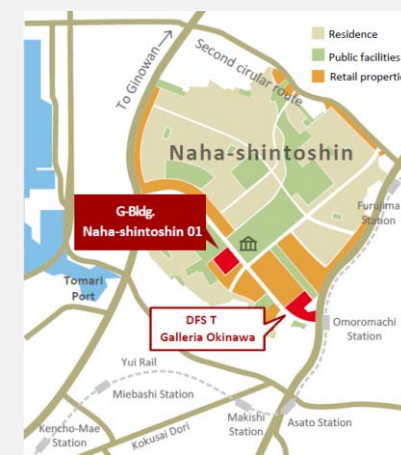 Residence
Public facilities
Retail properti
To Ginowan
Second cirular route
Naha-shintoshin
G-Bldg.
Naha-shintoshin 01
Furujima
Station
Tomari
Port
DFS T
Galleria Okinawa
Omoromachi
Station
Yui Rail
Miebashi Station
Makishi
Station
Asato Station
Kencho-Mae
Station
Kokusai Dori